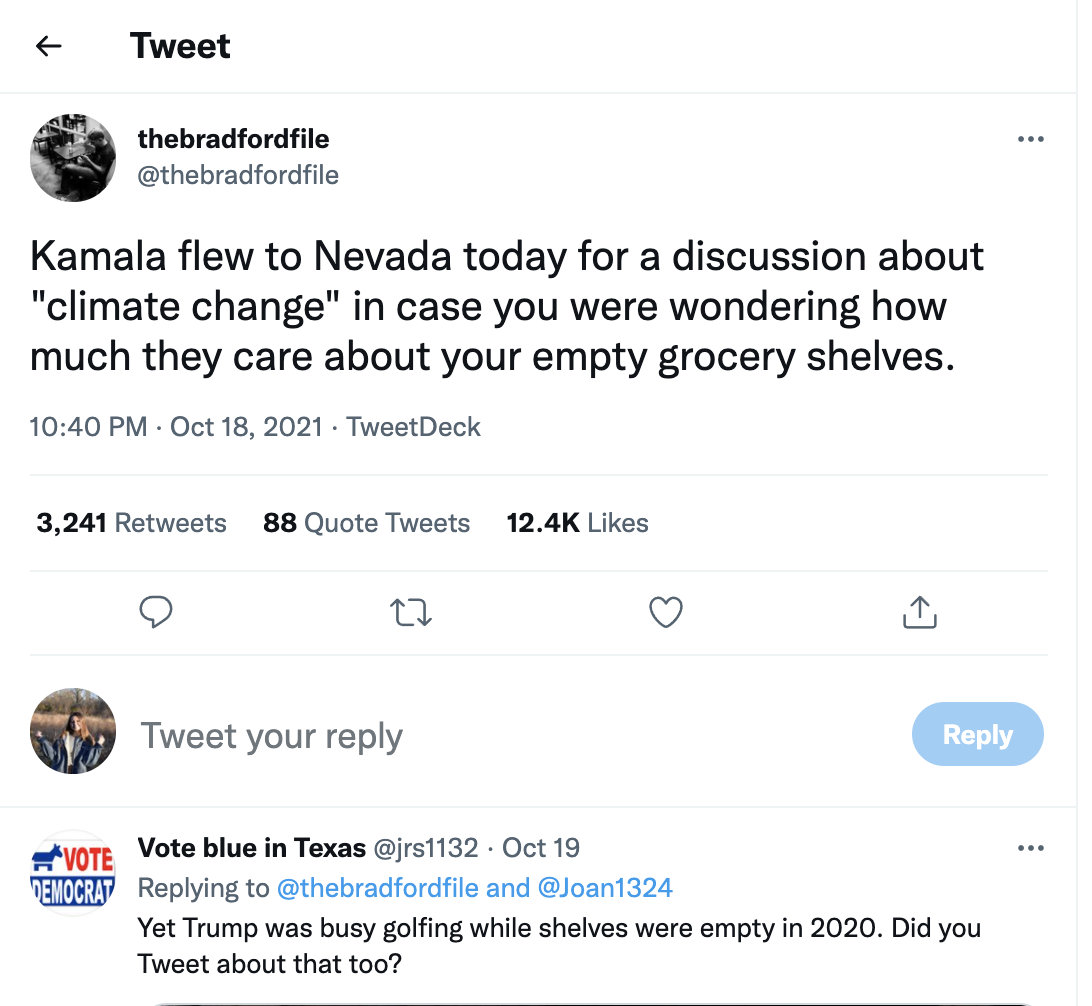 Tweet
thebradfordfile
@thebradfordfile
Kamala flew to Nevada today for a discussion about
"climate change" in case you were wondering how
much they care about your empty grocery shelves.
10:40 PM · Oct 18, 2021 · TweetDeck
3,241 Retweets 88 Quote Tweets 12.4K Likes
Tweet your reply
Reply
VOTE
DEMOCRAT
Vote blue in Texas @jrs1132 · Oct 19
Replying to @thebradfordfile and @Joan1324
Yet Trump was busy golfing while shelves were empty in 2020. Did you
Tweet about that too?